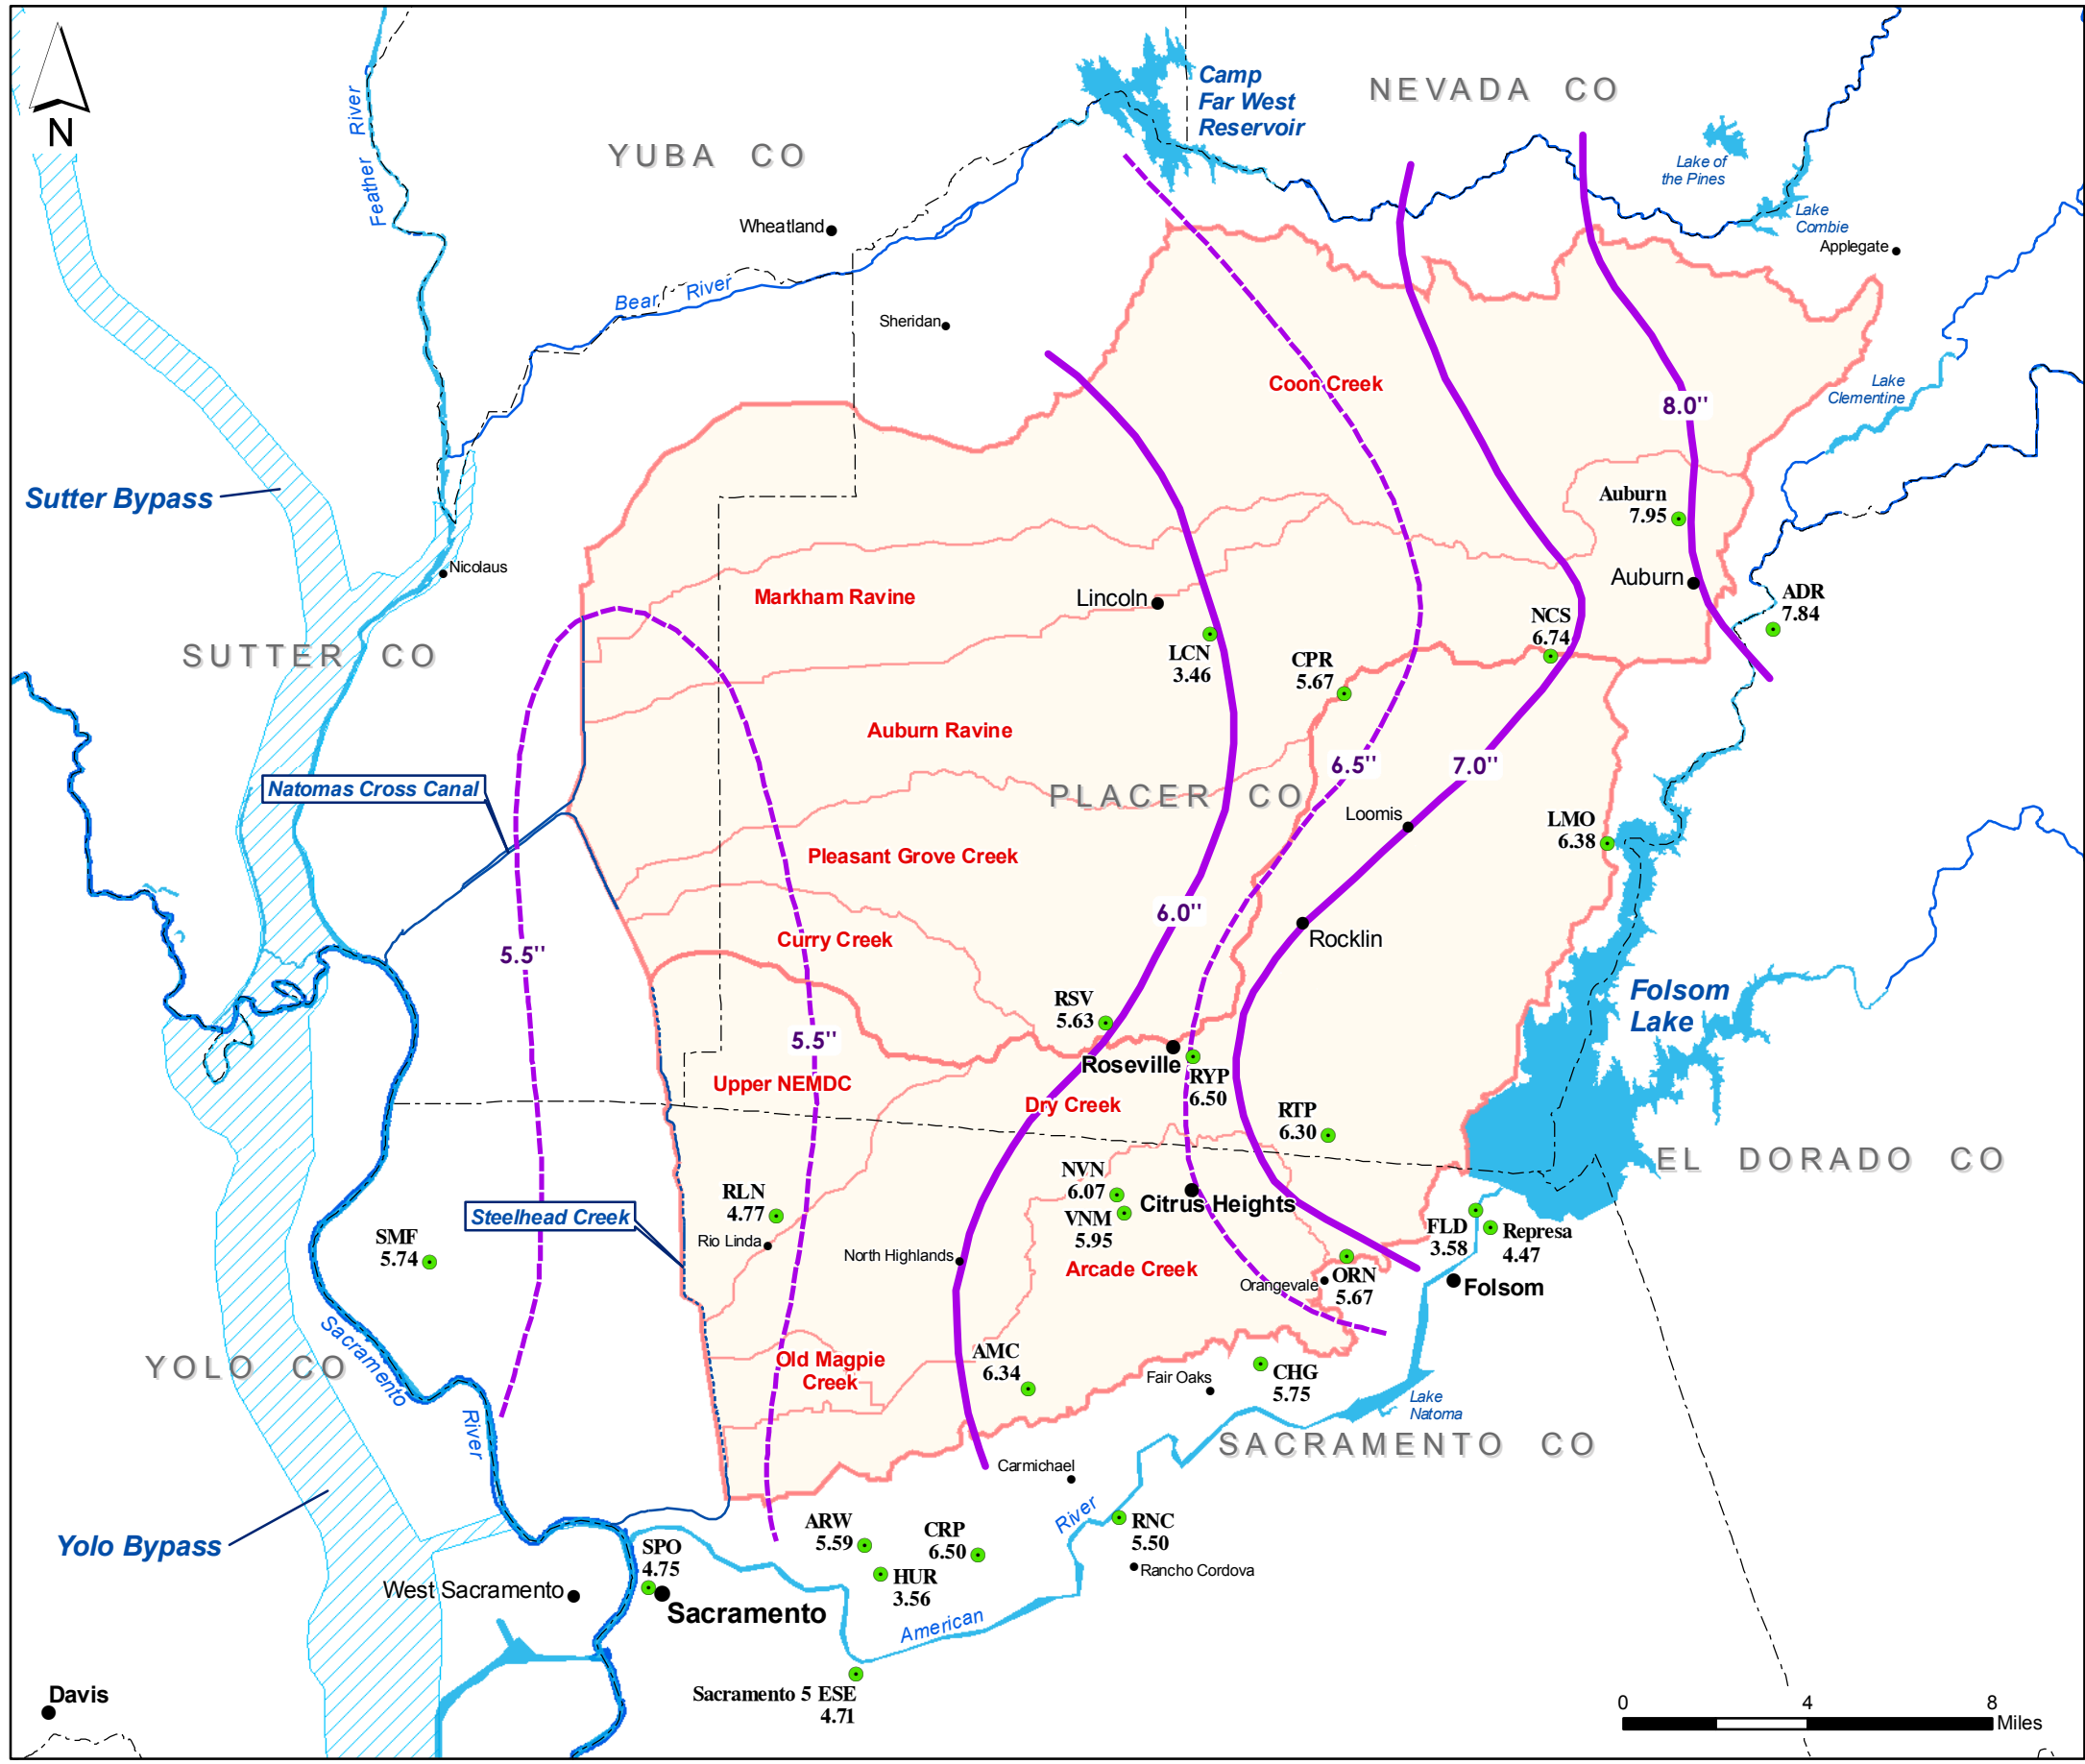 NEVADA CO
Camp
Far West
Reservoir
N
YUBA CO
Feather River
Lake of
the Pines
Lake
Combie
Applegate
Wheatland
Bear River
Sheridan
Coon Creek
Lake
Clementine
8.0"
Sutter Bypass
Auburn
7.95
Nicolaus
Auburn
Markham Ravine
Lincoln
ADR
7.84
NCS
6.74
SUTTER CO
LCN
3.46
CPR
5.67
Auburn Ravine
6.5"
7.0"
Natomas Cross Canal
PLACER CO
Loomis
LMO
6.38
Pleasant Grove Creek
6.0"
Curry Creek
Rocklin
5.5"
RSV
5.63
Folsom
Lake
5.5"
Roseville
Upper NEMDC
RYP
6.50
Dry Creek
RTP
6.30
EL DORADO CO
NVN
6.07
RLN
4.77
Citrus Heights
Steelhead Creek
VNM
5.95
FLD
3.58
Represa
4.47
SMF
5.74
Rio Linda
North Highlands
Arcade Creek
Orangevale
ORN
5.67
Folsom
Sacramento River
YOLO CO
Old Magpie
Creek
AMC
6.34
Fair Oaks
CHG
5.75
Lake
Natoma
SACRAMENTO CO
Carmichael
River
ARW
5.59
CRP
6.50
RNC
5.50
Yolo Bypass
SPO
4.75
Rancho Cordova
West Sacramento
HUR
3.56
Sacramento
American
Davis
Sacramento 5 ESE
4.71
0 4 8
Miles